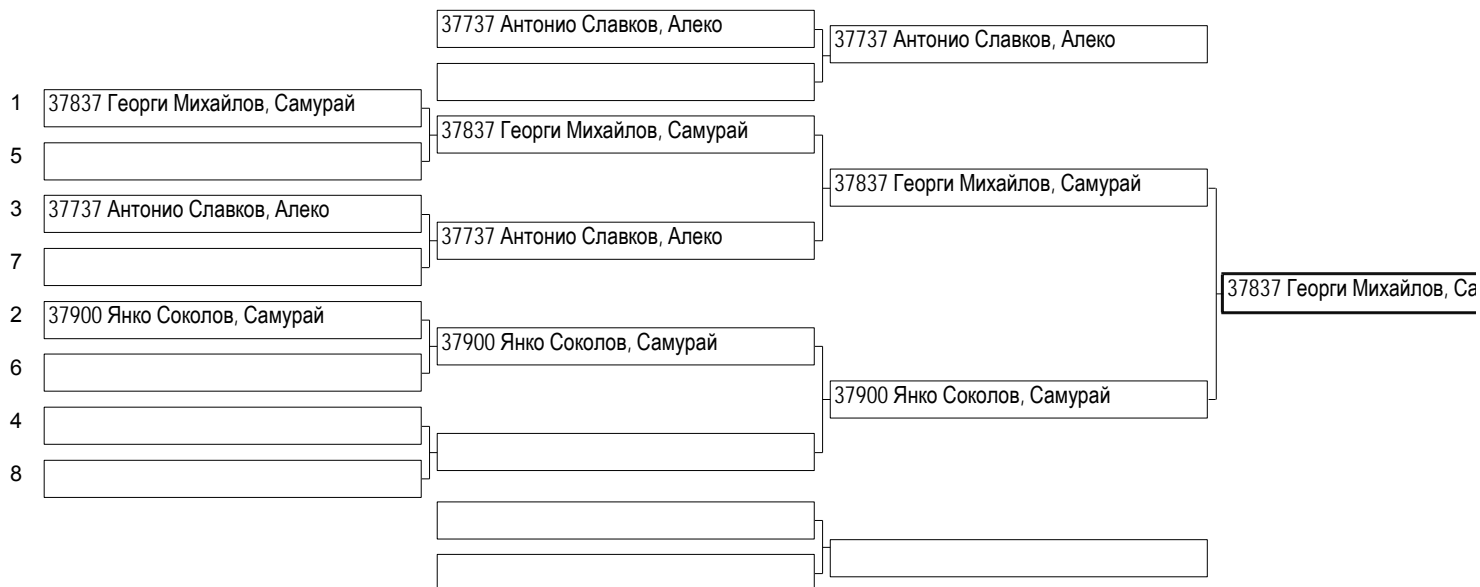 37737 Антонио Славков, Алеко
37737 Антонио Славков, Алеко
1 37837 Георги Михайлов, Самурай
37837 Георги Михайлов, Самурай
5
37837 Георги Михайлов, Самурай
3 37737 Антонио Славков, Алеко
37737 Антонио Славков, Алеко
7
37837 Георги Михайлов, Са
2 37900 Янко Соколов, Самурай
37900 Янко Соколов, Самурай
6
37900 Янко Соколов, Самурай
4
8